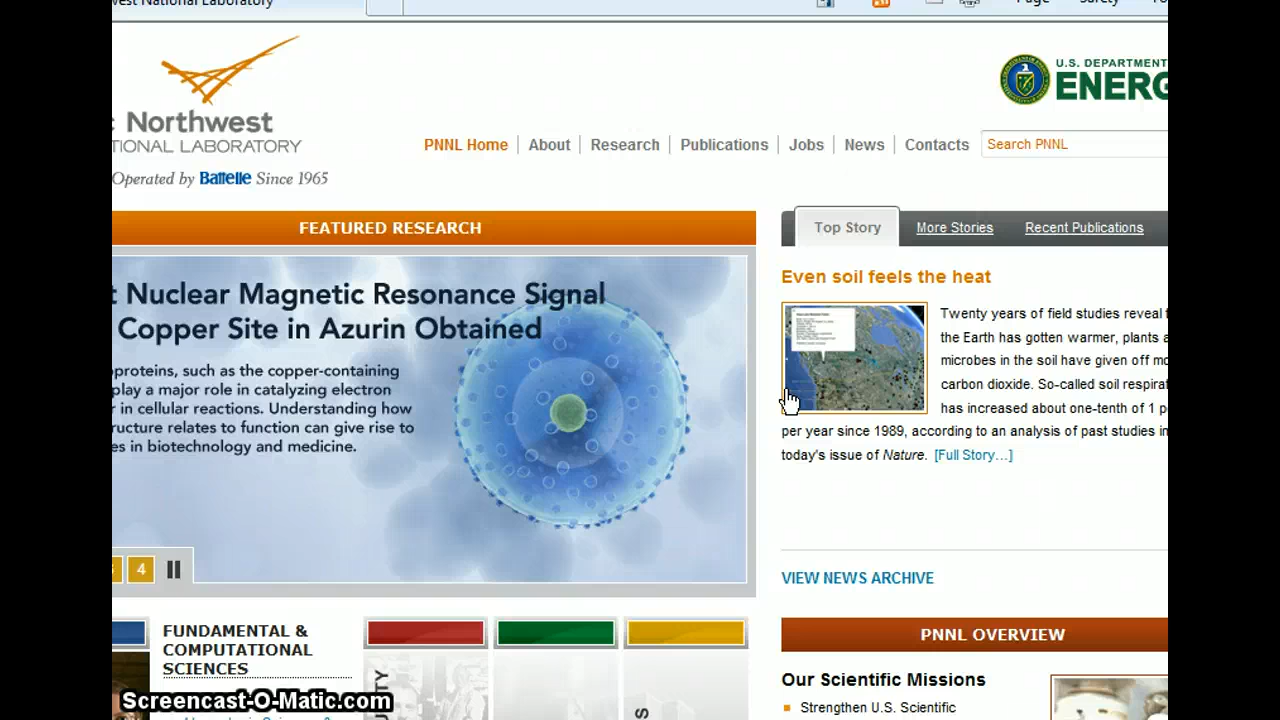 West National Laboratory
Page Safety
Northwest
NATIONAL LABORATORY
Operated by Battelle Since 1965
U.S. DEPARTMENT
ENERG
PNNL Home About Research Publications Jobs News Contacts Search PNNL
FEATURED RESEARCH
Top Story More Stories Recent Publications
t Nuclear Magnetic Resonance Signal
Copper Site in Azurin Obtained
oproteins, such as the copper-containing
play a major role in catalyzing electron
r in cellular reactions. Understanding how
ructure relates to function can give rise to
es in biotechnology and medicine.
4
Even soil feels the heat
Twenty years of field studies reveal
the Earth has gotten warmer, plants a
microbes in the soil have given off mo
carbon dioxide. So-called soil respirat
has increased about one-tenth of 1 p
per year since 1989, according to an analysis of past studies in
today's issue of Nature. [Full Story...]
VIEW NEWS ARCHIVE
FUNDAMENTAL &
COMPUTATIONAL
SCIENCES
PNNL OVERVIEW
Our Scientific Missions
Strengthen U.S. Scientific
Screencast-O-Matic.com